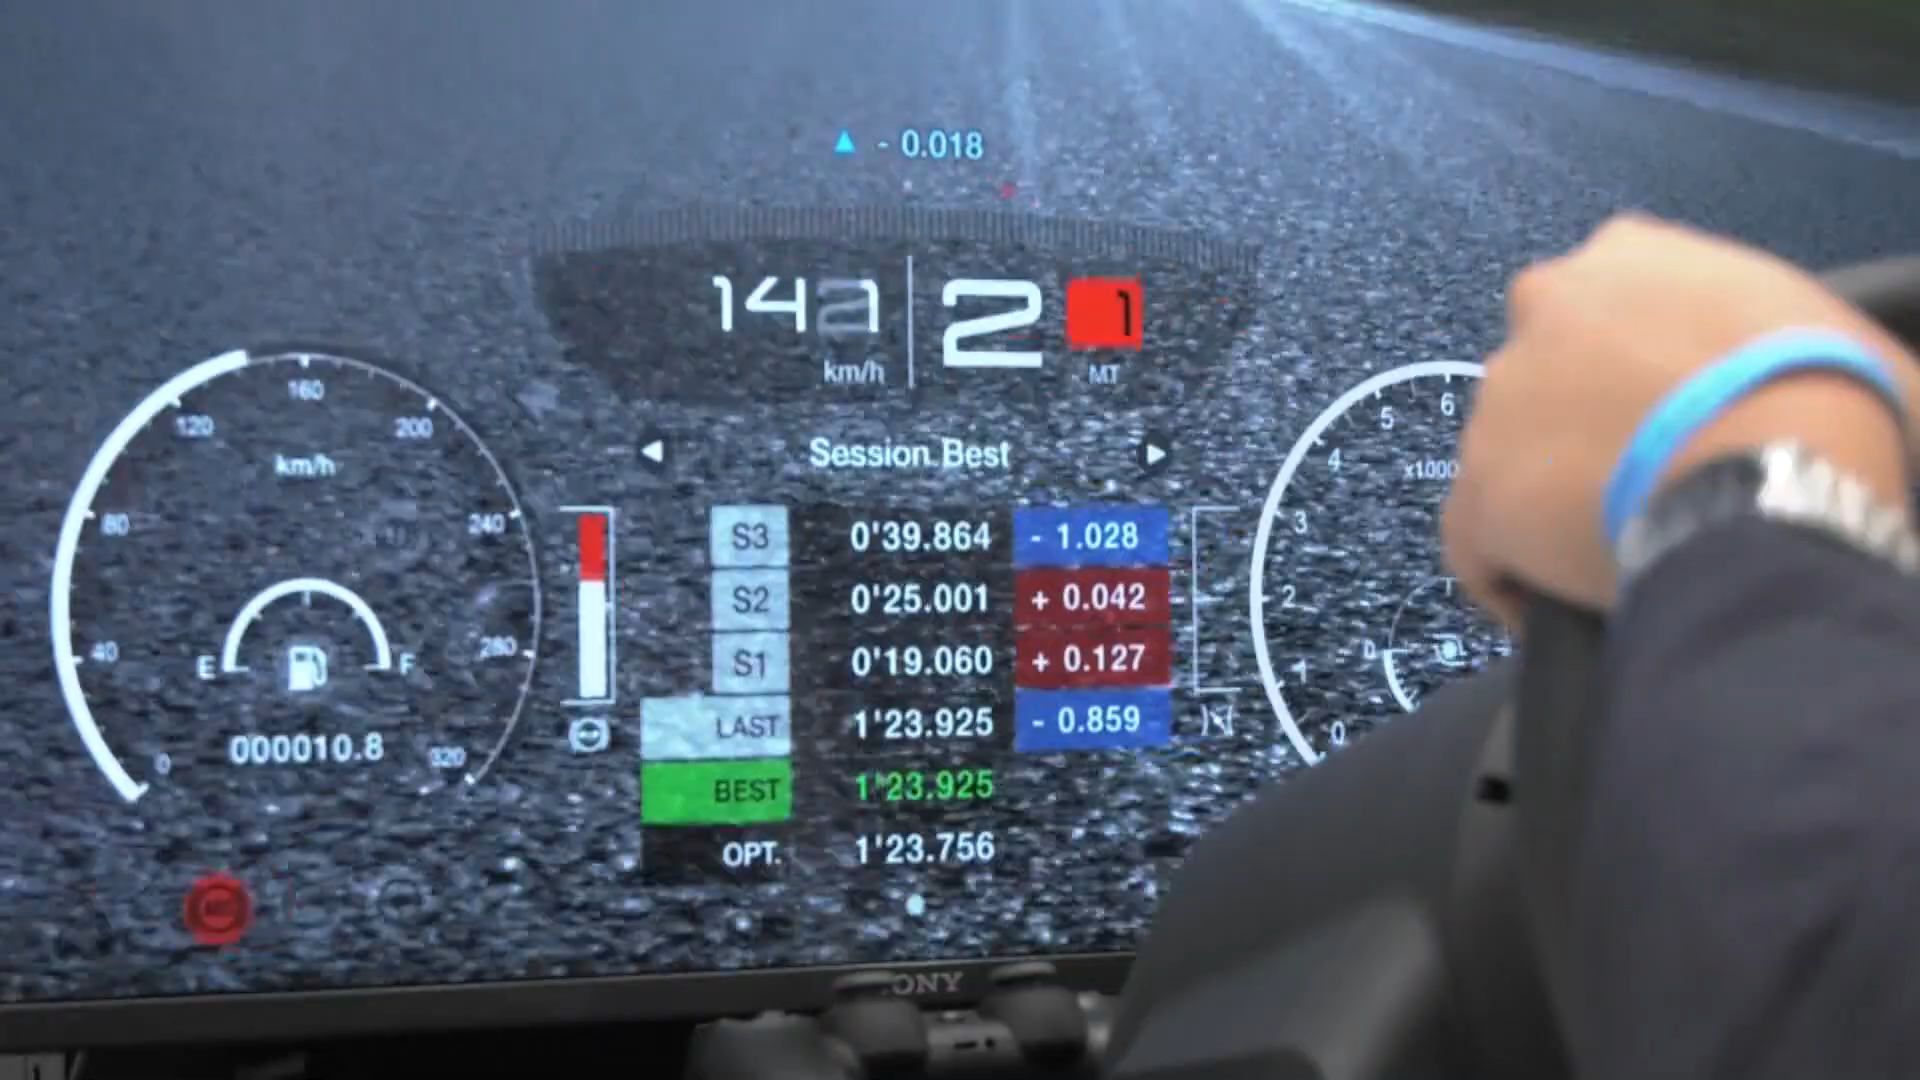 - 0.018
14
2
1
km/h
MT
Session Best
S3 0'39.864 - 1.028
S2 0'25.001 + 0.042
S1 0'19.060 + 0.127
LAST 1'23.925 - 0.859
BEST 1'23.925
OPT. 1'23.756
0
40
80
120
160
200
240
280
320
km/h
E
F
000010.8
0
1
2
3
4
5
6
x1000
0
SONY